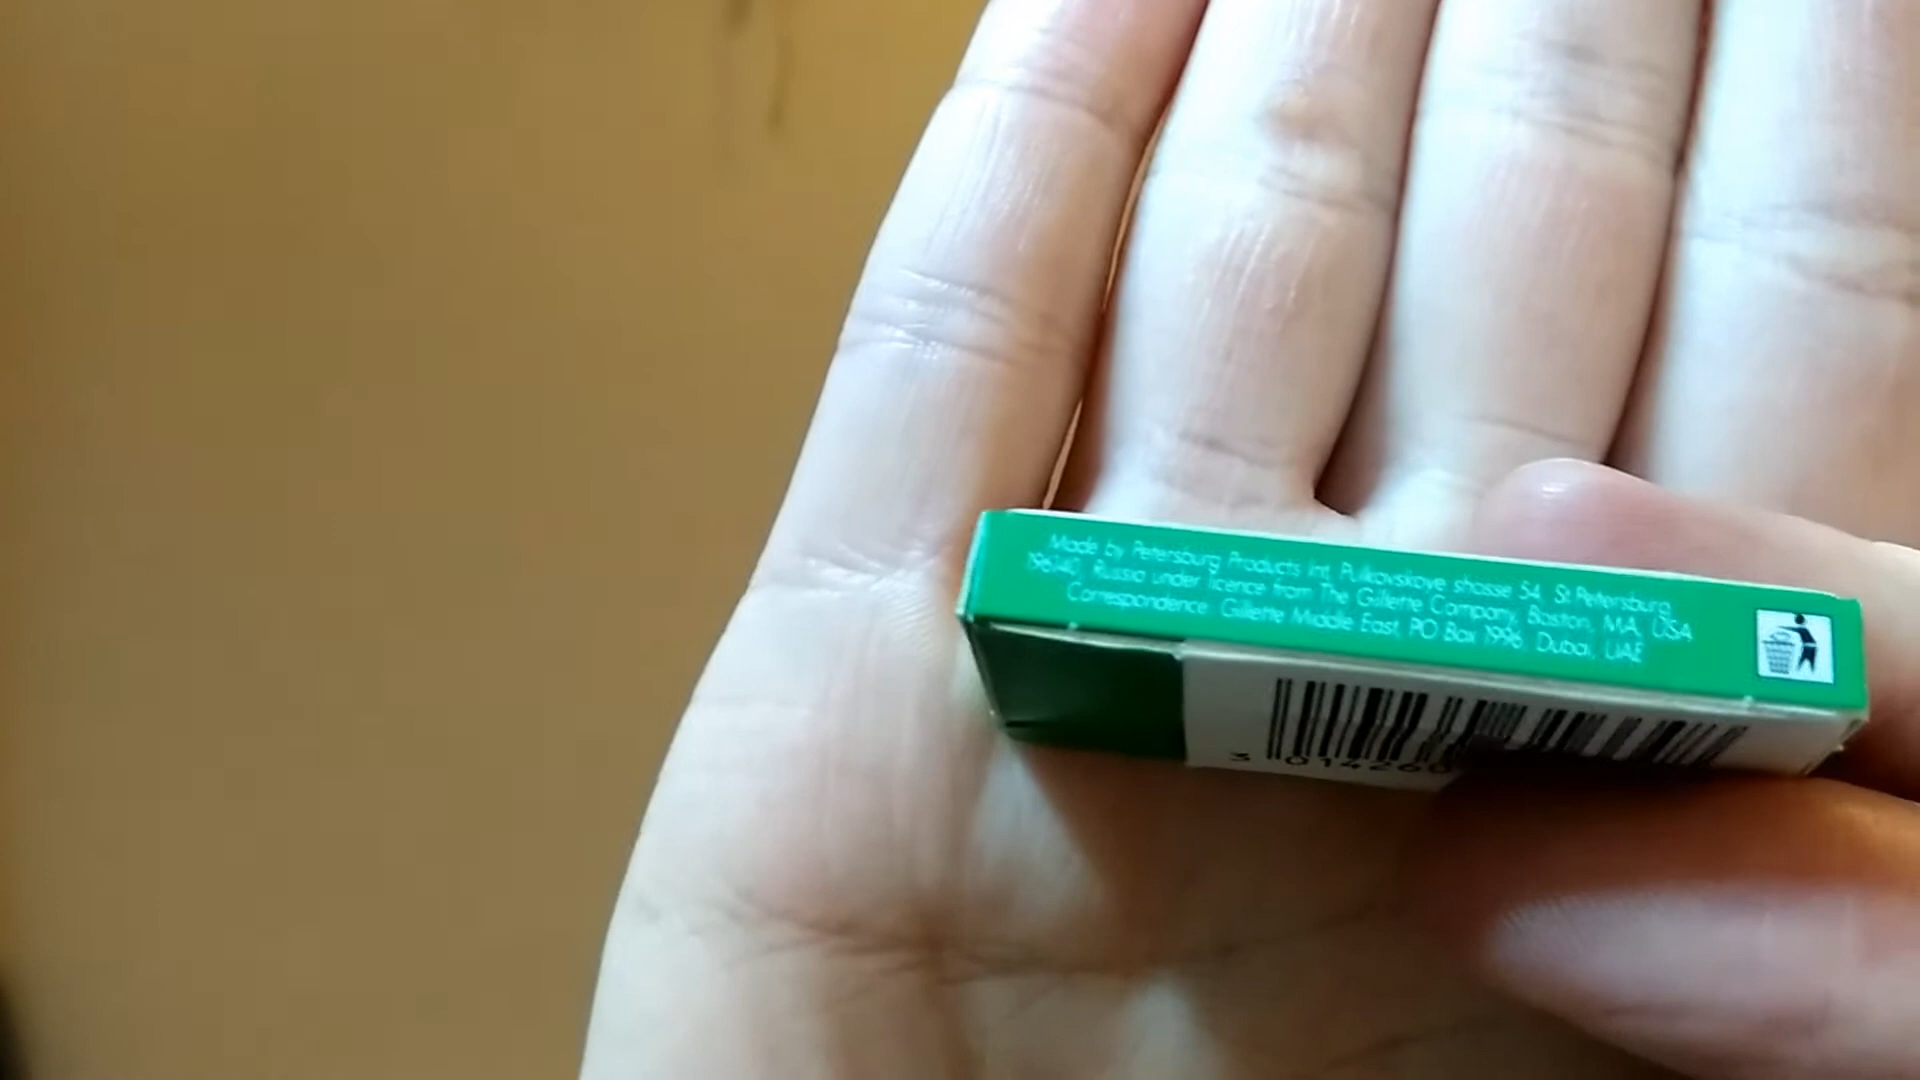 Made by Petersburg Products Int, Pulkovskoye shosse 54, St Petersburg,
196140, Russia under licence from The Gillette Company, Boston, MA, USA
Correspondence: Gillette Middle East, PO Box 1996, Dubai, UAE
3 014260